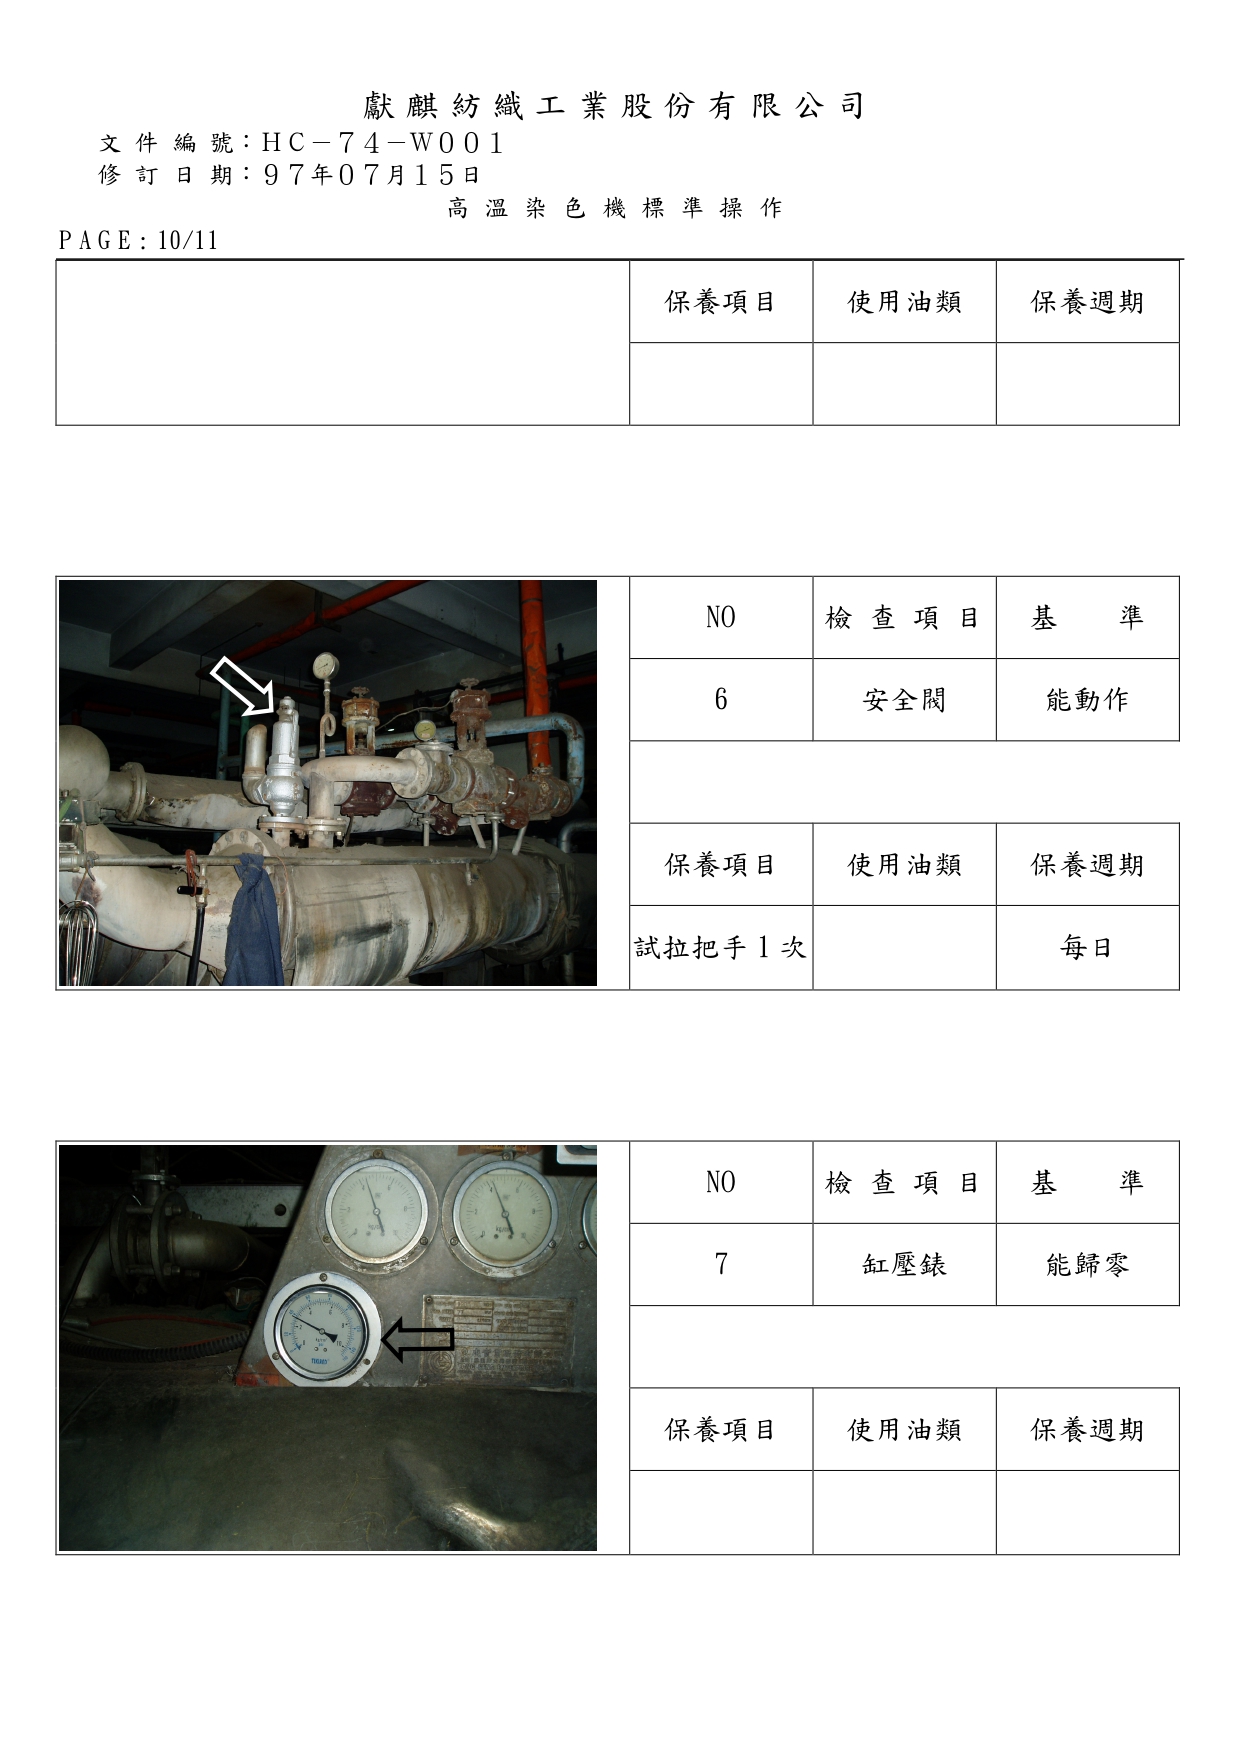 獻麒紡織工業股份有限公司
文件編號：ＨＣ－７４－Ｗ００１
修訂日期：９７年０７月１５日
高溫染色機標準操作
PAGE: 10/11
保養項目 使用油類 保養週期
NO 檢查項目 基 準
6 安全閥 能動作
保養項目 使用油類 保養週期
試拉把手1次 每日
NO 檢查項目 基 準
7 缸壓錶 能歸零
保養項目 使用油類 保養週期